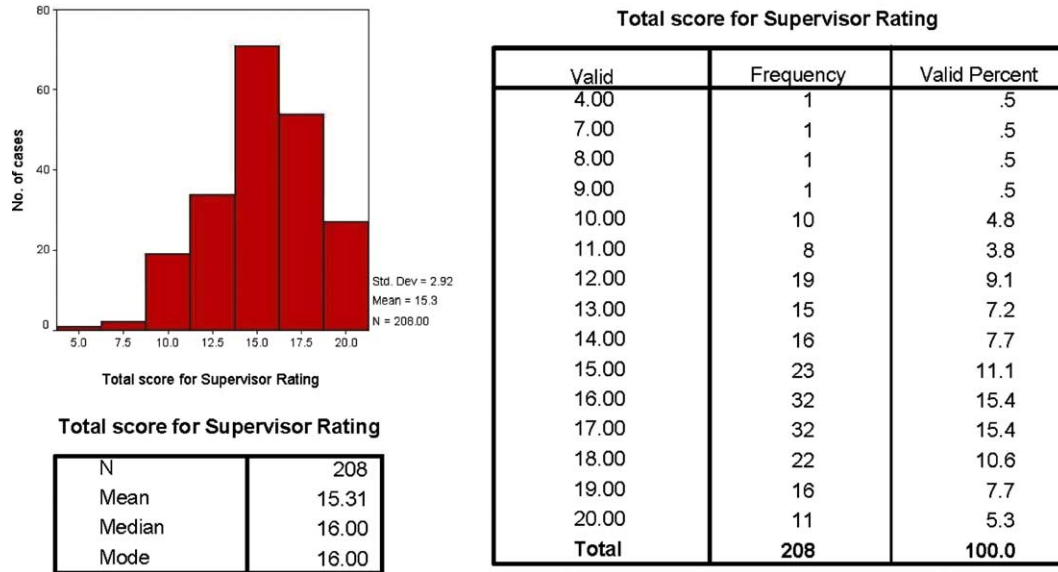 80
60
40
20
0
No. of cases
5.0 7.5 10.0 12.5 15.0 17.5 20.0
Std. Dev = 2.92
Mean = 15.3
N = 208.00
Total score for Supervisor Rating
Total score for Supervisor Rating
N 208
Mean 15.31
Median 16.00
Mode 16.00
Total score for Supervisor Rating
Valid Frequency Valid Percent
4.00 1 .5
7.00 1 .5
8.00 1 .5
9.00 1 .5
10.00 10 4.8
11.00 8 3.8
12.00 19 9.1
13.00 15 7.2
14.00 16 7.7
15.00 23 11.1
16.00 32 15.4
17.00 32 15.4
18.00 22 10.6
19.00 16 7.7
20.00 11 5.3
Total 208 100.0